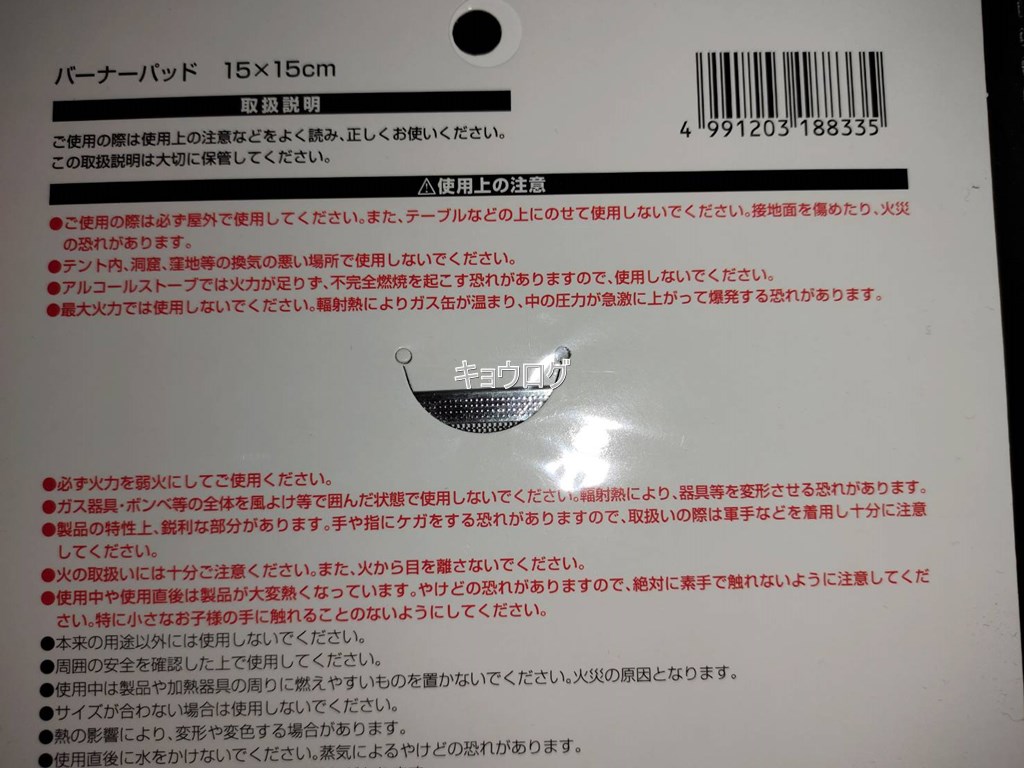 バーナーパッド 15×15cm
取扱説明
ご使用の際は使用上の注意などをよく読み、正しくお使いください。
この取扱説明は大切に保管してください。
4 991203 188335
⚠使用上の注意
●ご使用の際は必ず屋外で使用してください。また、テーブルなどの上にのせて使用しないでください。接地面を傷めたり、火災
の恐れがあります。
●テント内、洞窟、窪地等の換気の悪い場所で使用しないでください。
●アルコールストーブでは火力が足りず、不完全燃焼を起こす恐れがありますので、使用しないでください。
●最大火力では使用しないでください。輻射熱によりガス缶が温まり、中の圧力が急激に上がって爆発する恐れがあります。
キョウログ
●必ず火力を弱火にしてご使用ください。
●ガス器具・ボンベ等の全体を風よけ等で囲んだ状態で使用しないでください。輻射熱により、器具等を変形させる恐れがあります。
●製品の特性上、鋭利な部分があります。手や指にケガをする恐れがありますので、取扱いの際は軍手などを着用し十分に注意
してください。
●火の取扱いには十分ご注意ください。また、火から目を離さないでください。
●使用中や使用直後は製品が大変熱くなっています。やけどの恐れがありますので、絶対に素手で触れないように注意してくだ
さい。特に小さなお子様の手に触れることのないようにしてください。
●本来の用途以外には使用しないでください。
●周囲の安全を確認した上で使用してください。
●使用中は製品や加熱器具の周りに燃えやすいものを置かないでください。火災の原因となります。
●サイズが合わない場合は使用しないでください。
●熱の影響により、変形や変色する場合があります。
●使用直後に水をかけないでください。蒸気によるやけどの恐れがあります。